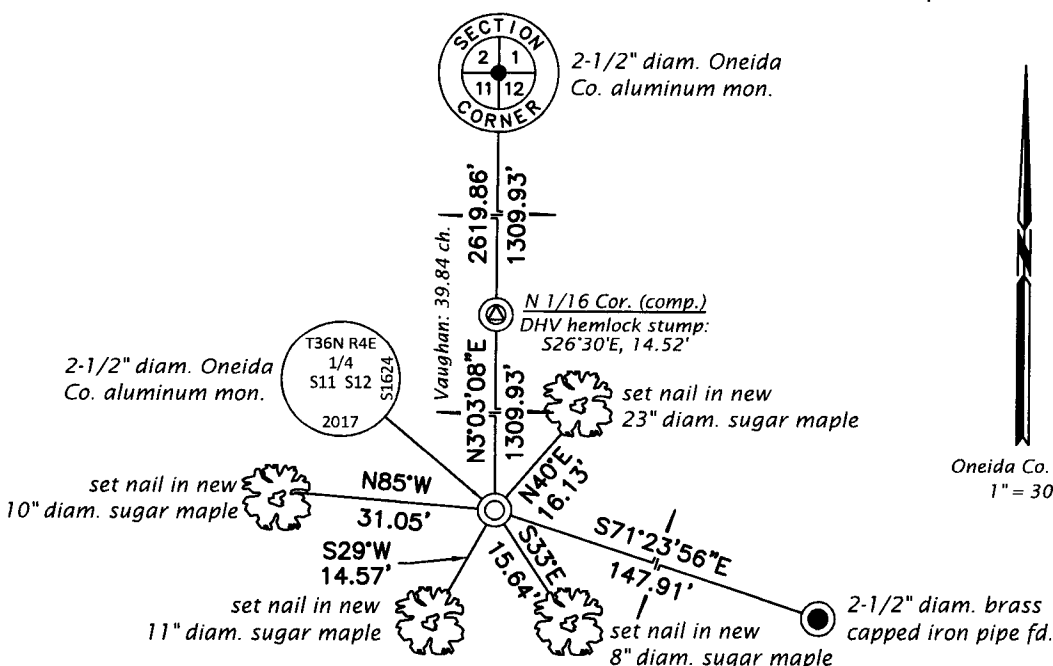 SECTION
2 1
11 12
CORNER
2-1/2" diam. Oneida
Co. aluminum mon.
2619.86'
1309.93'
Vaughan: 39.84 ch.
N 1/16 Cor. (comp.)
DHV hemlock stump:
S26°30'E, 14.52'
T36N R4E
1/4
S11 S12
S1624
2017
2-1/2" diam. Oneida
Co. aluminum mon.
N3°03'08"E
1309.93'
set nail in new
23" diam. sugar maple
N
Oneida Co.
1" = 30
set nail in new
10" diam. sugar maple
N85°W
31.05'
N40°E
16.13'
S71°23'56"E
147.91'
S29°W
14.57'
S33°E
15.64'
set nail in new
11" diam. sugar maple
set nail in new
8" diam. sugar maple
2-1/2" diam. brass
capped iron pipe fd.